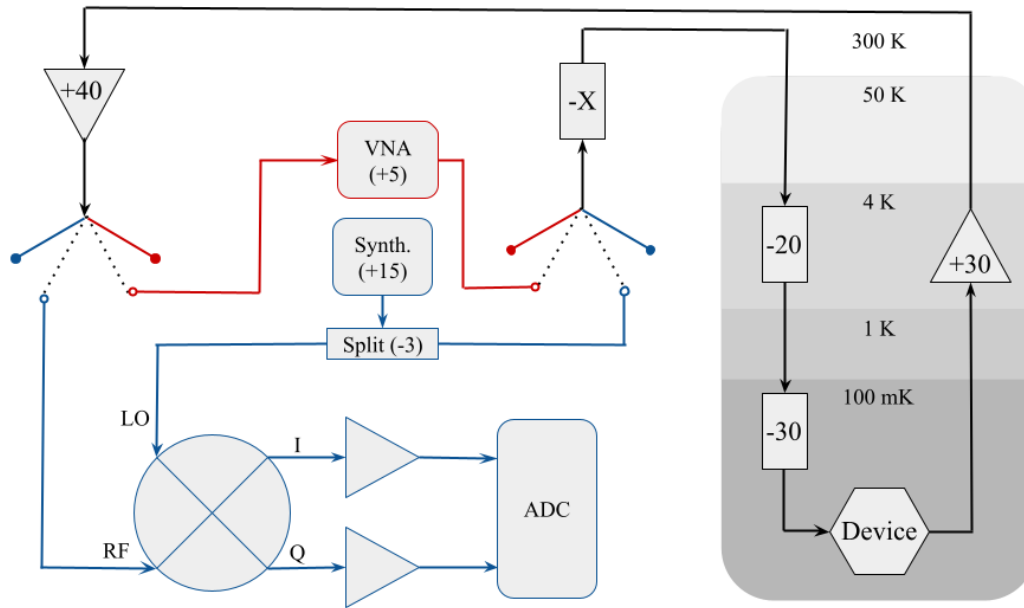 300 K
+40
-X
50 K
VNA
(+5)
4 K
Synth.
(+15)
-20
+30
1 K
Split (-3)
100 mK
LO
-30
I
ADC
Device
RF
Q